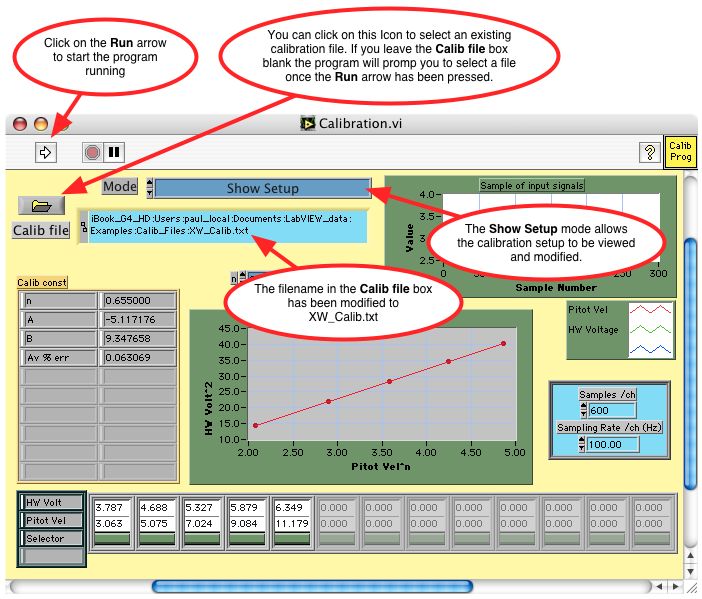 Click on the Run arrow
to start the program
running
You can click on this Icon to select an existing
calibration file. If you leave the Calib file box
blank the program will promp you to select a file
once the Run arrow has been pressed.
Calibration.vi
?
Calib
Prog
Mode
Show Setup
Calib file
iBook_G4_HD:Users:paul_local:Documents:LabVIEW_data:
Examples:Calib_Files:XW_Calib.txt
Sample of input signals
4.0-
2.5-
Value
0
50
300
Sample Number
The Show Setup mode allows
the calibration setup to be viewed
and modified.
The filename in the Calib file box
has been modified to
XW_Calib.txt
n
Calib const
n 0.655000
A -5.117176
B 9.347658
Av % err 0.063069
45.0-
40.0-
35.0-
30.0-
25.0-
20.0-
15.0-
10.0-
HW Volt^2
2.00 2.50 3.00 3.50 4.00 4.50 5.00
Pitot Vel^n
Pitot Vel
HW Voltage
Samples /ch
600
Sampling Rate /ch (Hz)
100.00
HW Volt 3.787 4.688 5.327 5.879 6.349 0.000 0.000 0.000 0.000 0.000 0.000 0.000
Pitot Vel 3.063 5.075 7.024 9.084 11.179 0.000 0.000 0.000 0.000 0.000 0.000 0.000
Selector